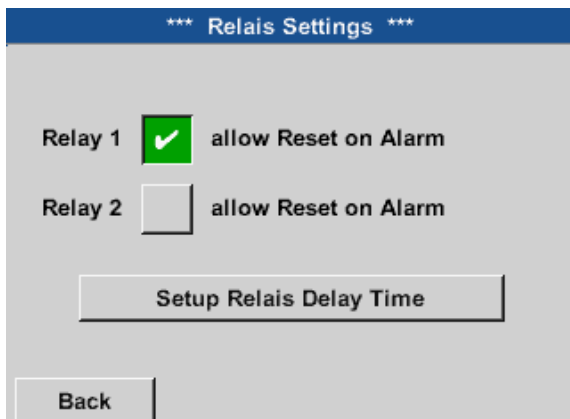 *** Relais Settings ***
Relay 1 ✔ allow Reset on Alarm
Relay 2 allow Reset on Alarm
Setup Relais Delay Time
Back